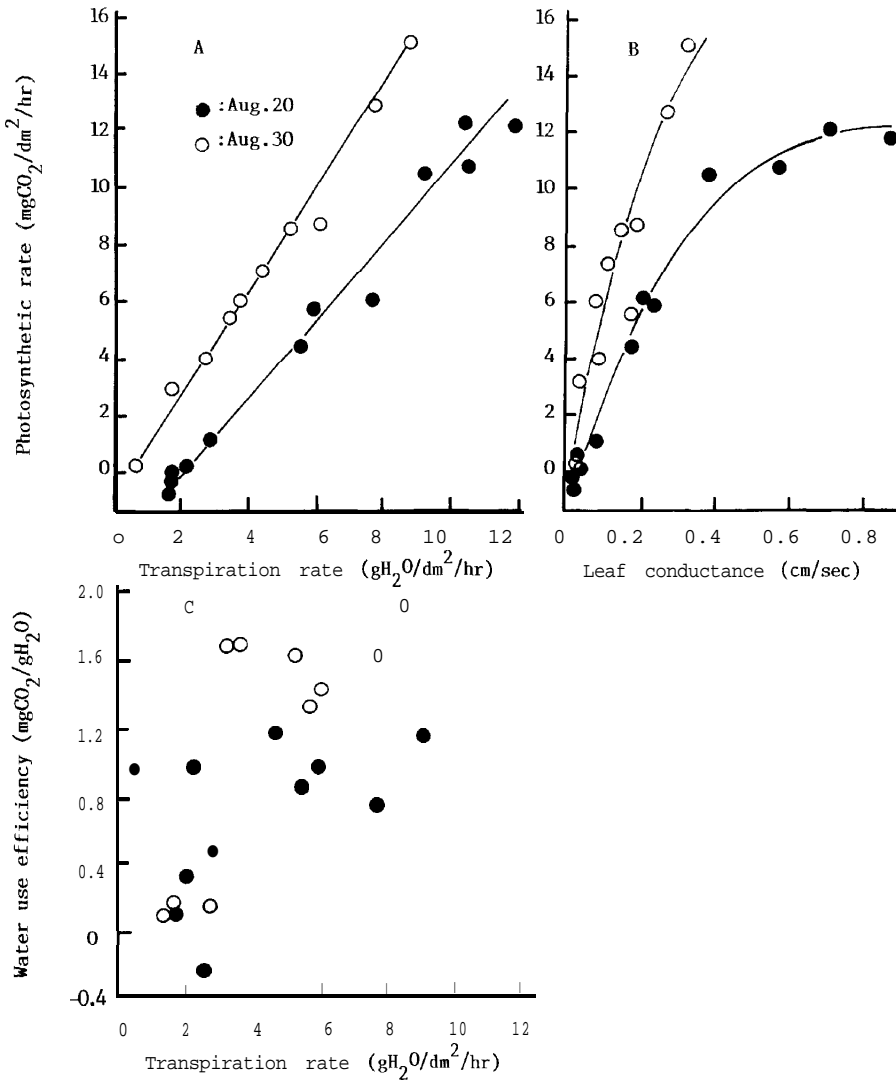 16
14
12
10
8
6
4
2
0
A
:Aug.20
:Aug.30
Photosynthetic rate (mgCO2/dm2/hr)
O 2 4 6 8 10 12
Transpiration rate (gH2O/dm2/hr)
16
14
12
10
8
6
4
2
0
B
0 0.2 0.4 0.6 0.8
Leaf conductance (cm/sec)
2.0
1.6
1.2
0.8
0.4
0
-0.4
C
Water use efficiency (mgCO2/gH2O)
0 2 4 6 8 10 12
Transpiration rate (gH2O/dm2/hr)